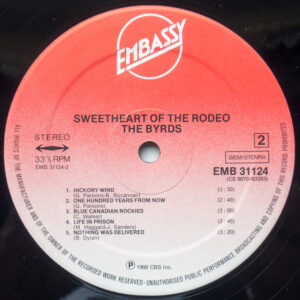 EMBASSY
SWEETHEART OF THE RODEO
THE BYRDS
STEREO
33⅓ RPM
EMB 31124-2
2
BIEM/STEMRA
EMB 31124
(CS 9670/63353)
1. HICKORY WIND (3:30)
(G. Parsons-B. Bucannan)
2. ONE HUNDRED YEARS FROM NOW (2:40)
(G. Parsons)
3. BLUE CANADIAN ROCKIES (2:00)
(C. Walker)
4. LIFE IN PRISON (2:45)
(M. Haggard-J. Sanders)
5. NOTHING WAS DELIVERED (3:20)
(B. Dylan)
℗ 1968 CBS Inc.
ALL RIGHTS OF THE MANUFACTURER AND OF THE OWNER OF THE RECORDED WORK RESERVED-UNAUTHORISED PUBLIC PERFORMANCE BROADCASTING AND COPYING OF THIS RECORD PROHIBITED